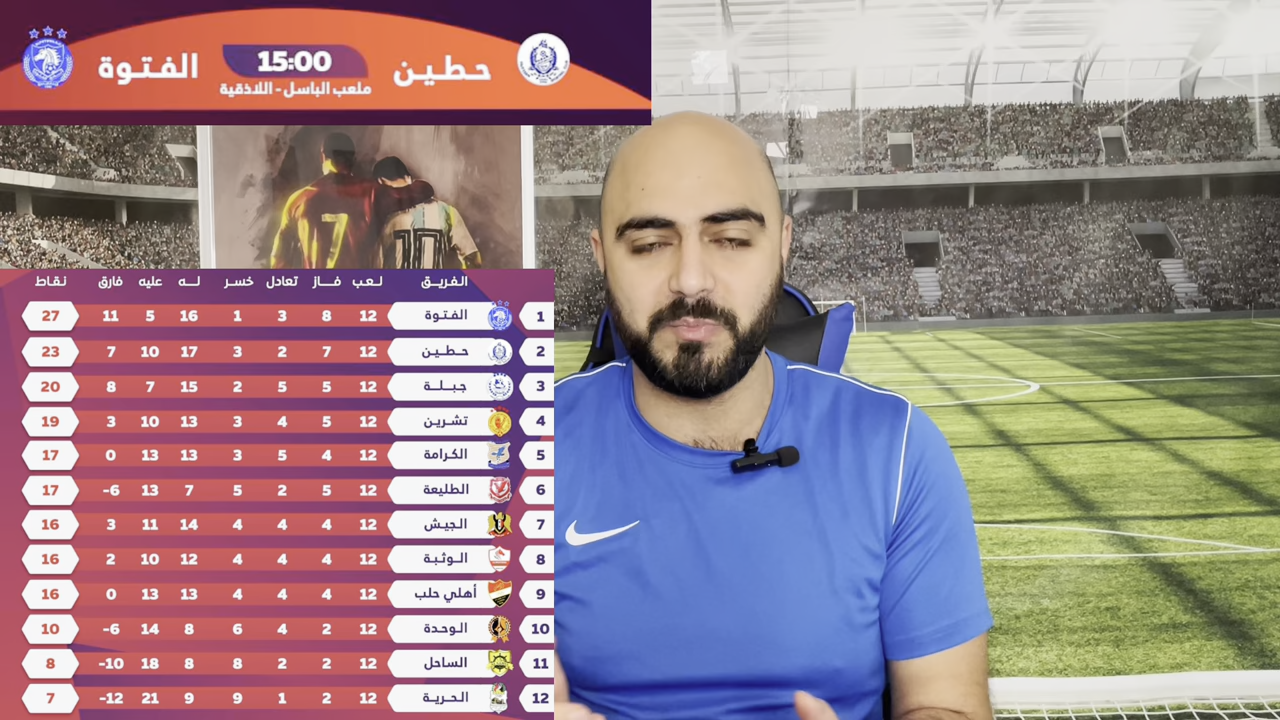 حطين 15:00 الفتوة
ملعب الباسل - اللاذقية
7 10
الفريق لعب فاز تعادل خسر له عليه فارق نقاط
1 الفتوة 12 8 3 1 16 5 11 27
2 حطين 12 7 2 3 17 10 7 23
3 جبلة 12 5 5 2 15 7 8 20
4 تشرين 12 5 4 3 13 10 3 19
5 الكرامة 12 4 5 3 13 13 0 17
6 الطليعة 12 5 2 5 7 13 -6 17
7 الجيش 12 4 4 4 14 11 3 16
8 الوثبة 12 4 4 4 12 10 2 16
9 أهلي حلب 12 4 4 4 13 13 0 16
10 الوحدة 12 2 4 6 8 14 -6 10
11 الساحل 12 2 2 8 8 18 -10 8
12 الحرية 12 2 1 9 9 21 -12 7